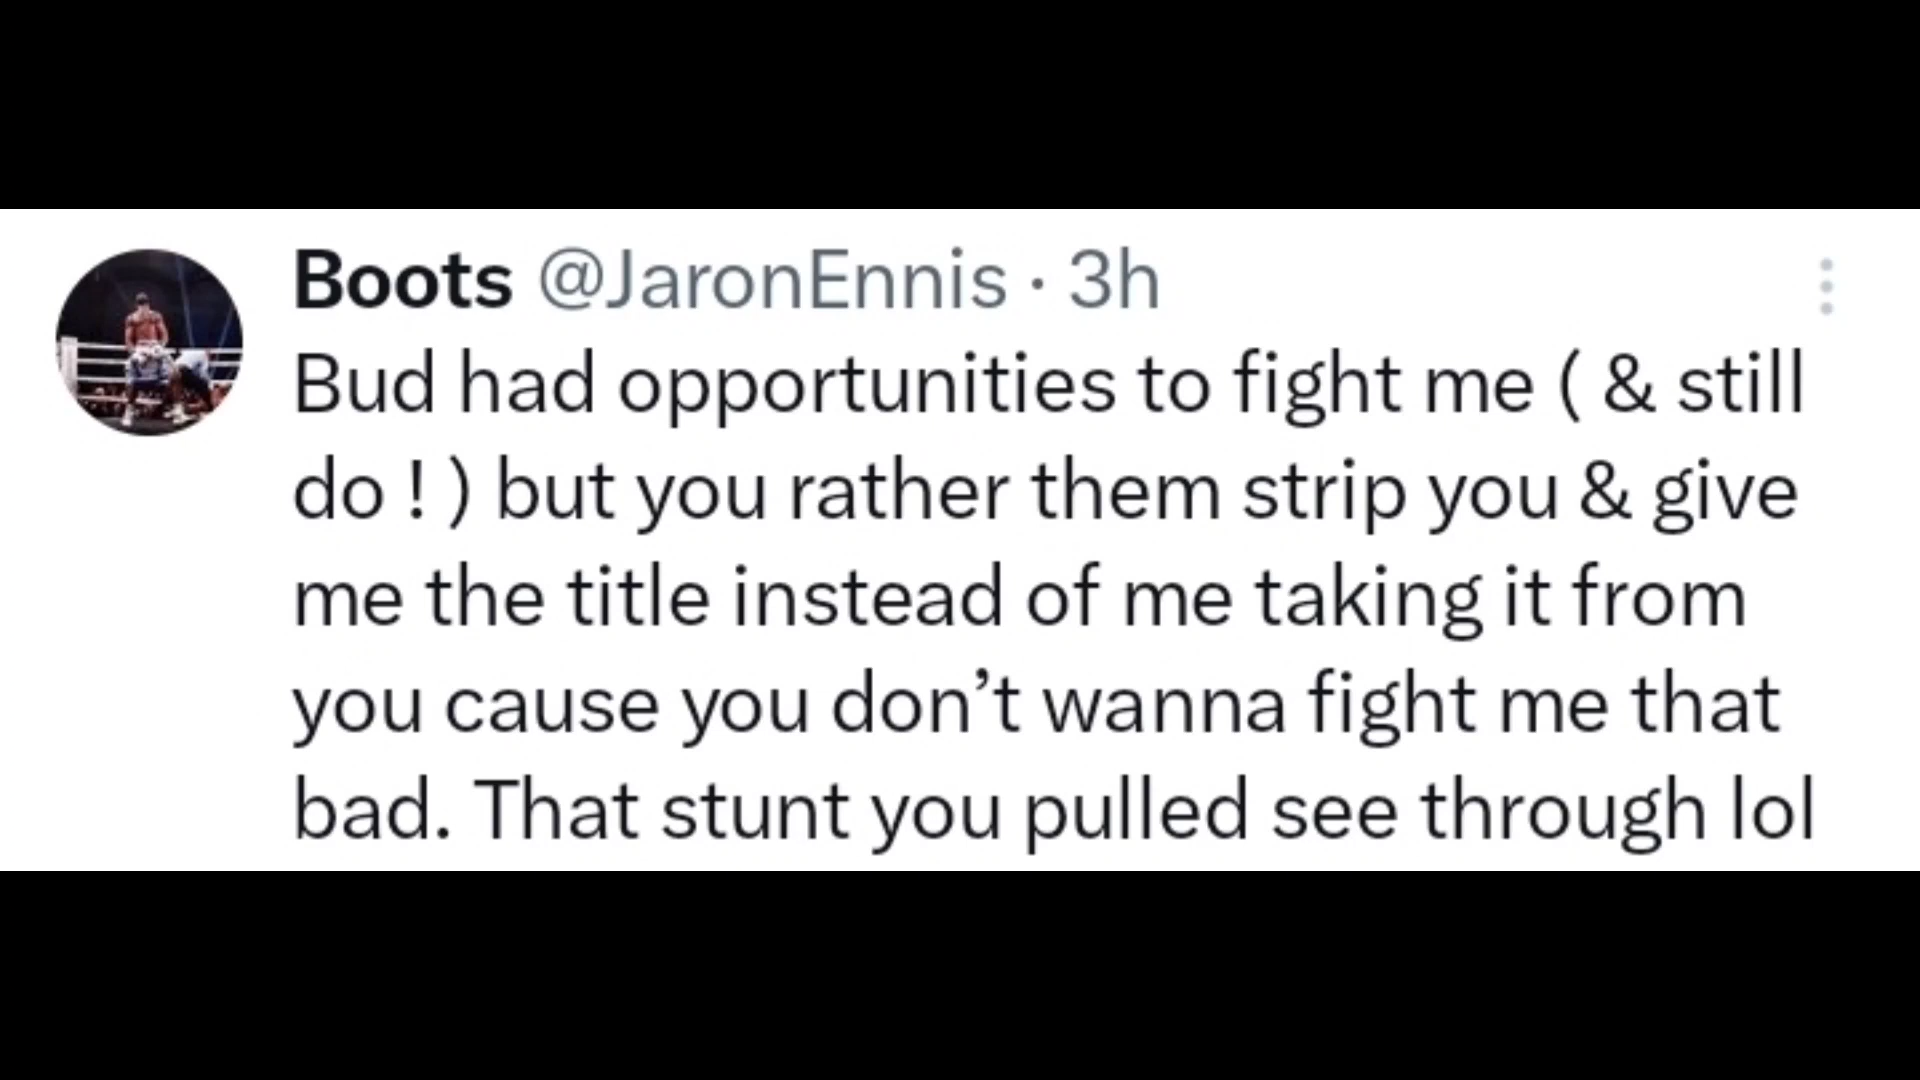 Boots @JaronEnnis · 3h
Bud had opportunities to fight me ( & still
do ! ) but you rather them strip you & give
me the title instead of me taking it from
you cause you don’t wanna fight me that
bad. That stunt you pulled see through lol